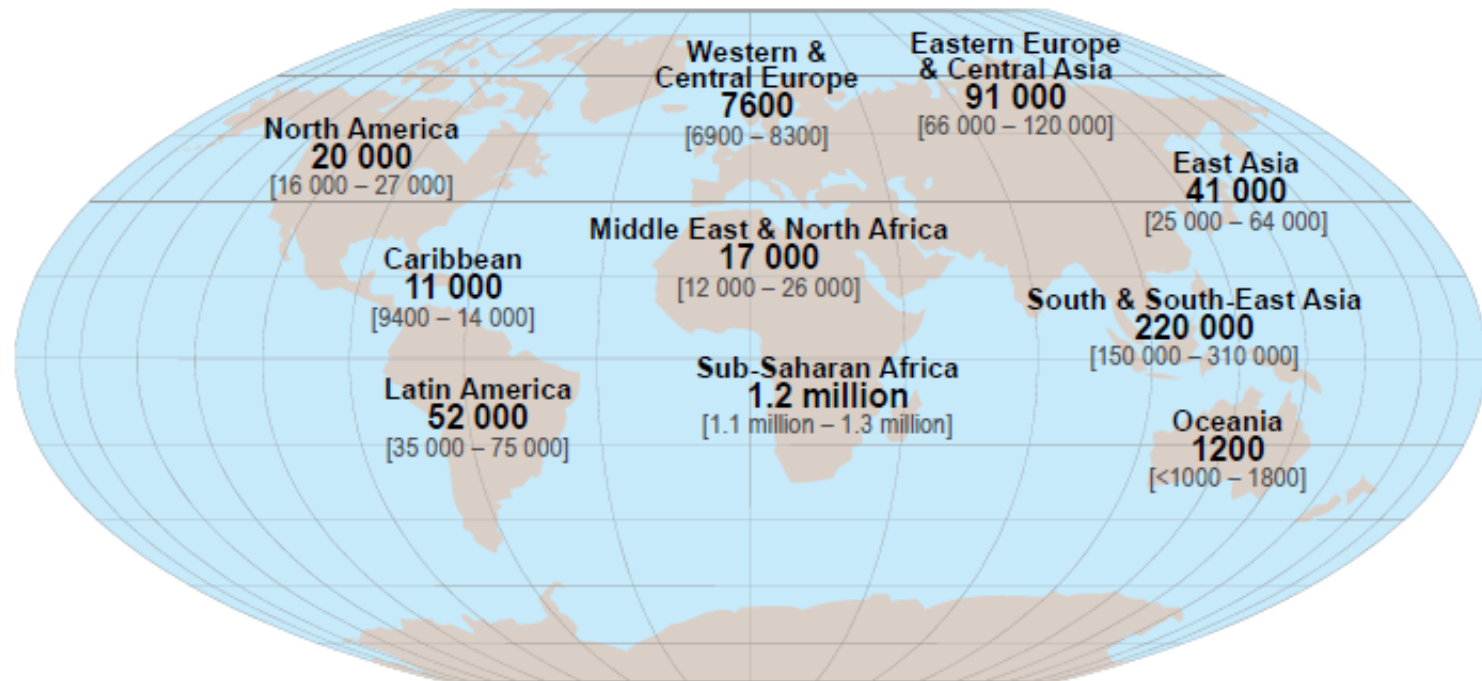 Western &
Central Europe
7600
[6900 – 8300]
Eastern Europe
& Central Asia
91 000
[66 000 – 120 000]
North America
20 000
[16 000 – 27 000]
East Asia
41 000
[25 000 – 64 000]
Middle East & North Africa
17 000
[12 000 – 26 000]
Caribbean
11 000
[9400 – 14 000]
South & South-East Asia
220 000
[150 000 – 310 000]
Sub-Saharan Africa
1.2 million
[1.1 million – 1.3 million]
Latin America
52 000
[35 000 – 75 000]
Oceania
1200
[<1000 – 1800]